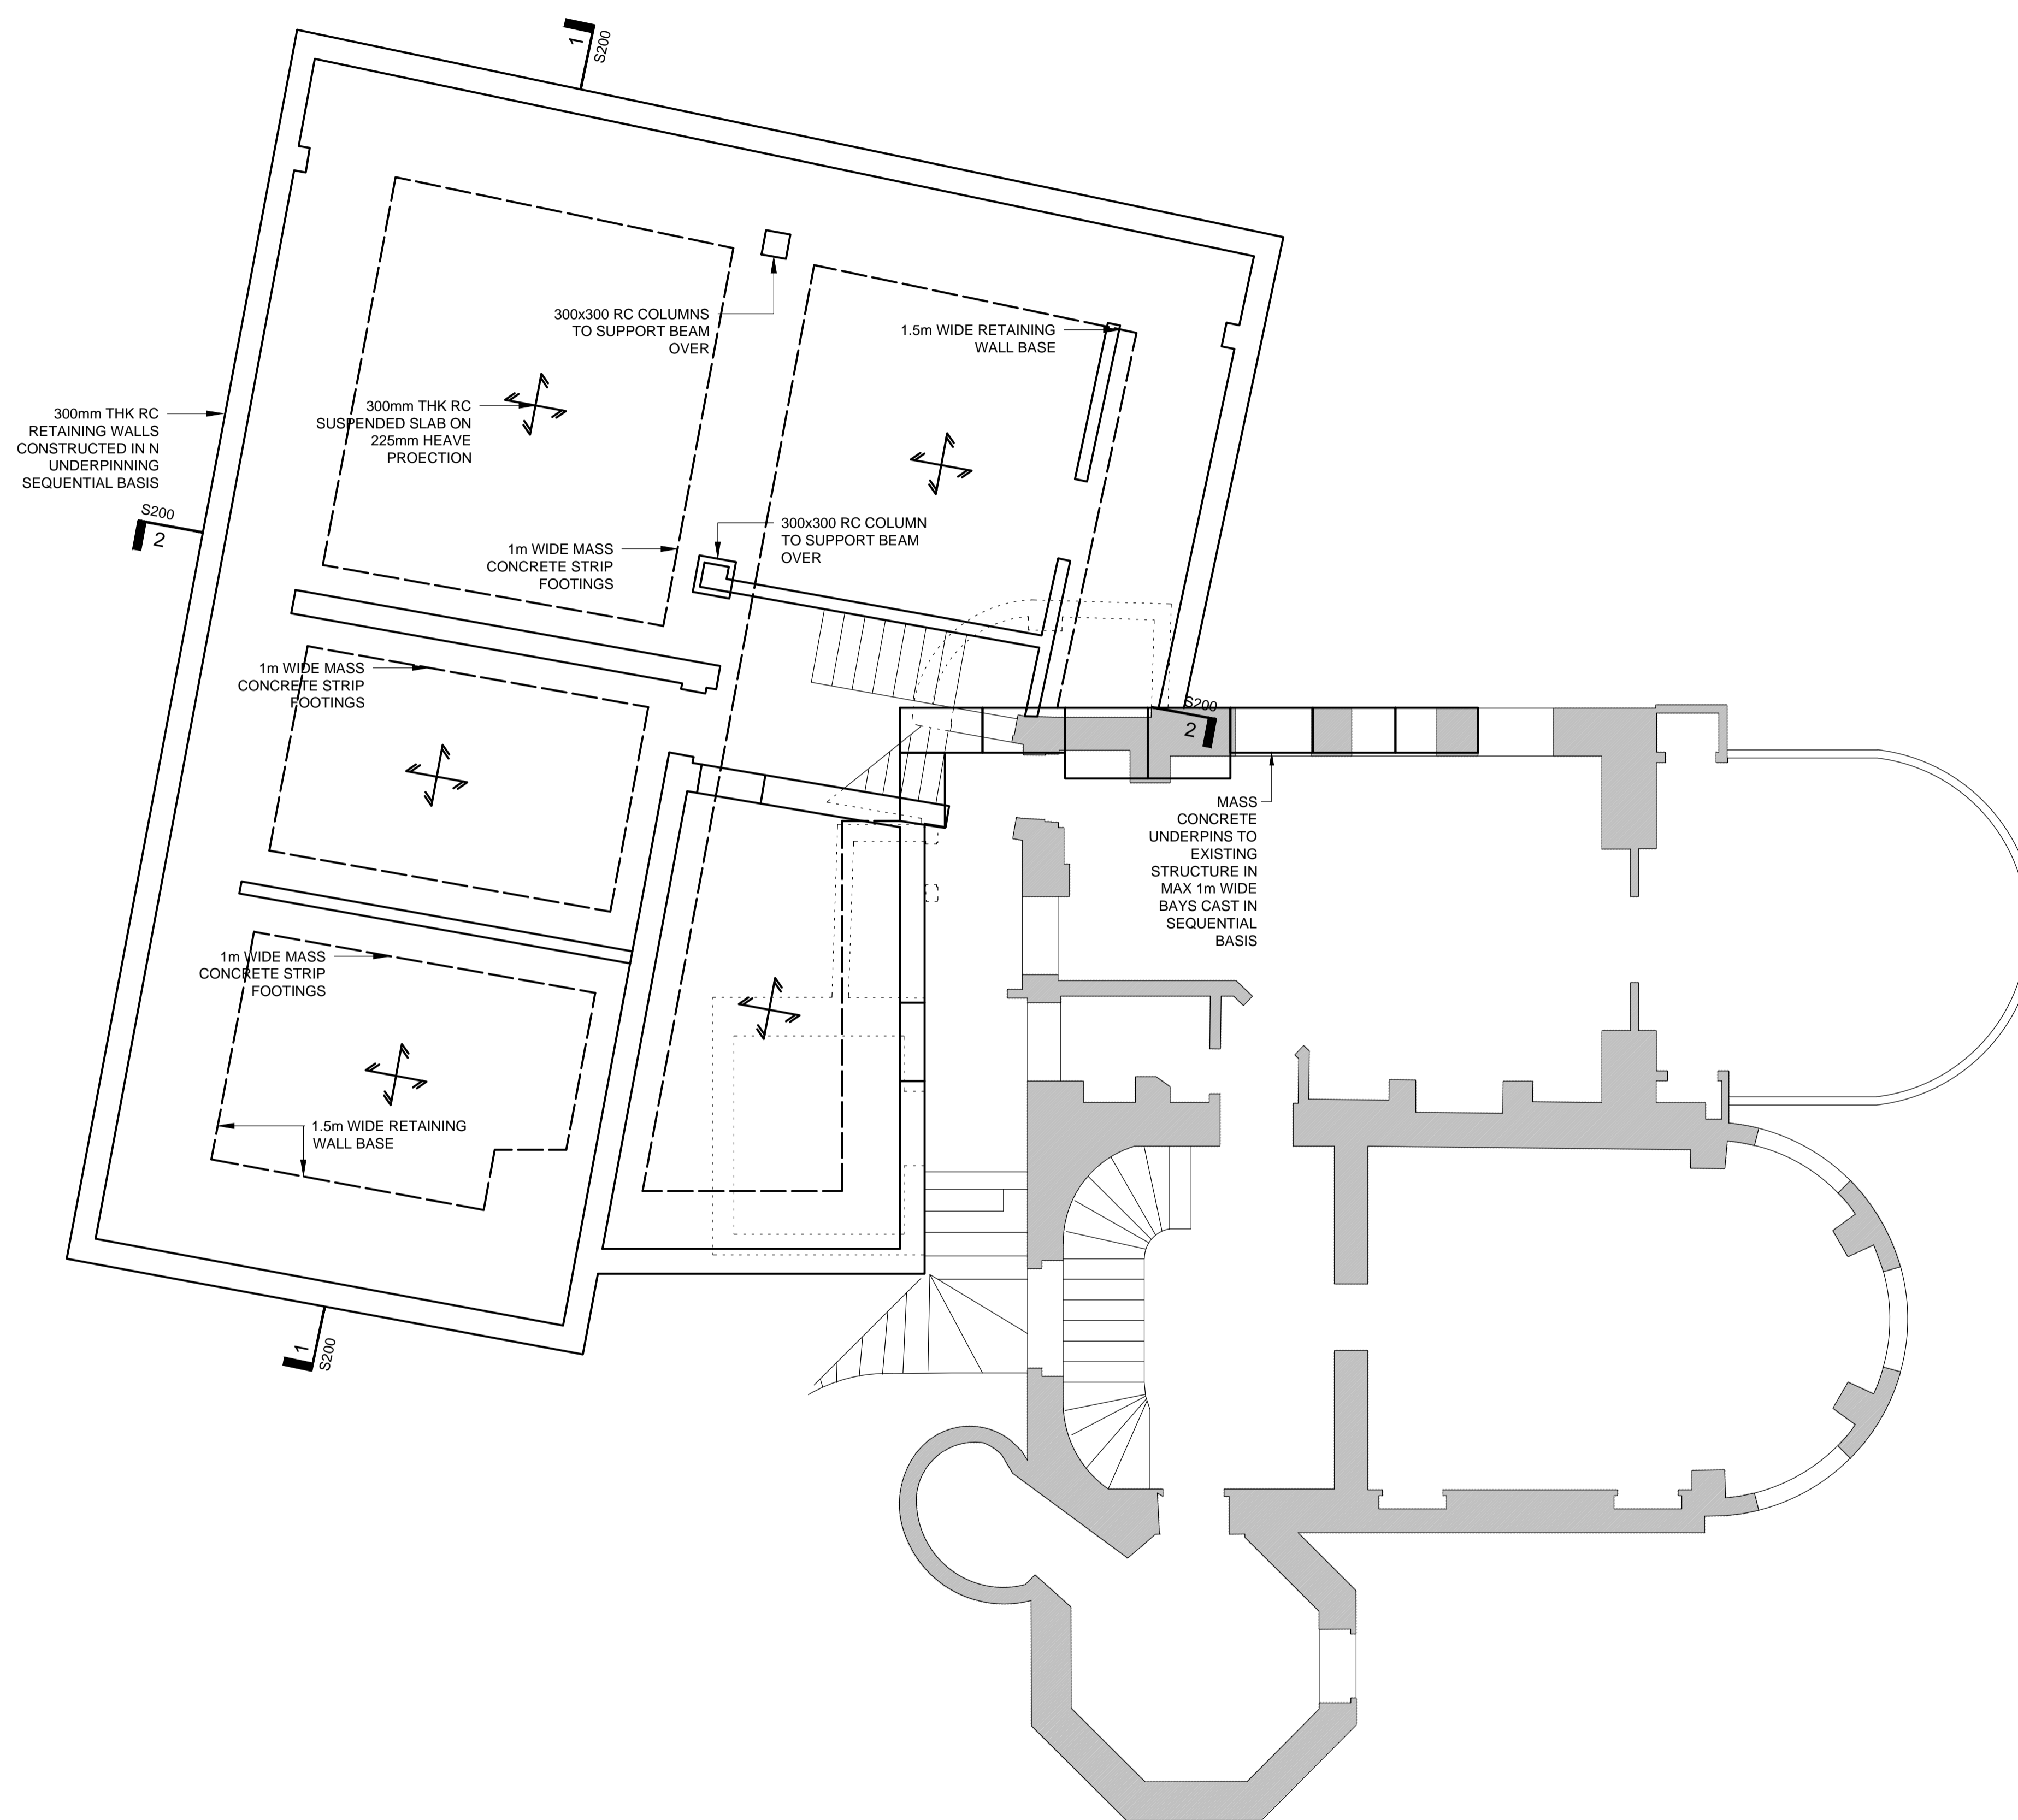 1
S200
300x300 RC COLUMNS
TO SUPPORT BEAM
OVER
1.5m WIDE RETAINING
WALL BASE
300mm THK RC
RETAINING WALLS
CONSTRUCTED IN N
UNDERPINNING
SEQUENTIAL BASIS
300mm THK RC
SUSPENDED SLAB ON
225mm HEAVE
PROECTION
S200
2
300x300 RC COLUMN
TO SUPPORT BEAM
OVER
1m WIDE MASS
CONCRETE STRIP
FOOTINGS
1m WIDE MASS
CONCRETE STRIP
FOOTINGS
S200
2
MASS
CONCRETE
UNDERPINS TO
EXISTING
STRUCTURE IN
MAX 1m WIDE
BAYS CAST IN
SEQUENTIAL
BASIS
1m WIDE MASS
CONCRETE STRIP
FOOTINGS
1.5m WIDE RETAINING
WALL BASE
1
S200